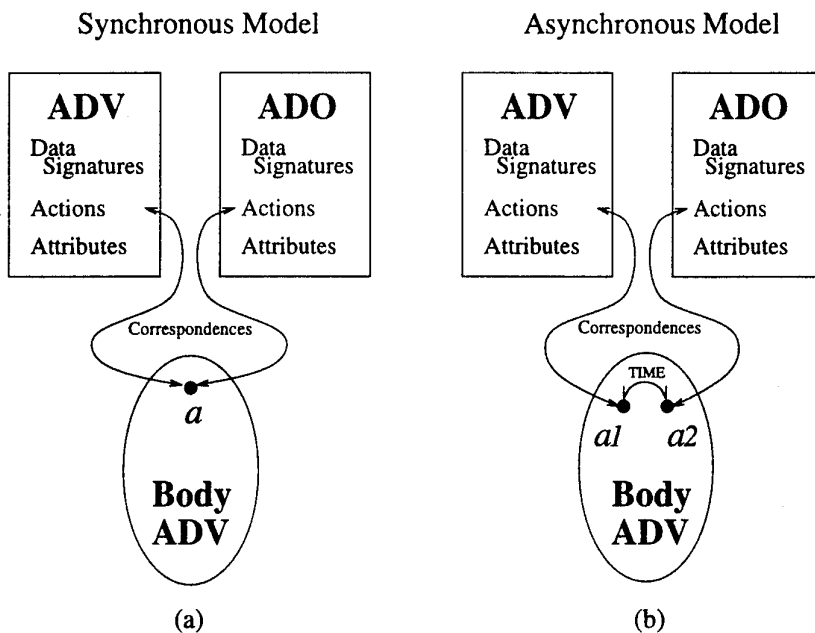 Synchronous Model
ADV
Data
Signatures
Actions
Attributes
ADO
Data
Signatures
Actions
Attributes
Correspondences
a
Body
ADV
(a)
Asynchronous Model
ADV
Data
Signatures
Actions
Attributes
ADO
Data
Signatures
Actions
Attributes
Correspondences
TIME
a1
a2
Body
ADV
(b)